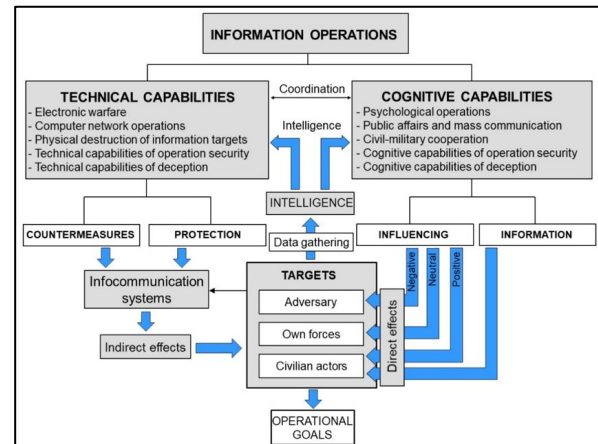 INFORMATION OPERATIONS
TECHNICAL CAPABILITIES
- Electronic warfare
- Computer network operations
- Physical destruction of information targets
- Technical capabilities of operation security
- Technical capabilities of deception
Coordination
Intelligence
COGNITIVE CAPABILITIES
- Psychological operations
- Public affairs and mass communication
- Civil-military cooperation
- Cognitive capabilities of operation security
- Cognitive capabilities of deception
INTELLIGENCE
COUNTERMEASURES
PROTECTION
Data gathering
INFLUENCING
INFORMATION
Infocommunication
systems
Indirect effects
TARGETS
Adversary
Own forces
Civilian actors
Direct effects
Negative
Neutral
Positive
OPERATIONAL
GOALS